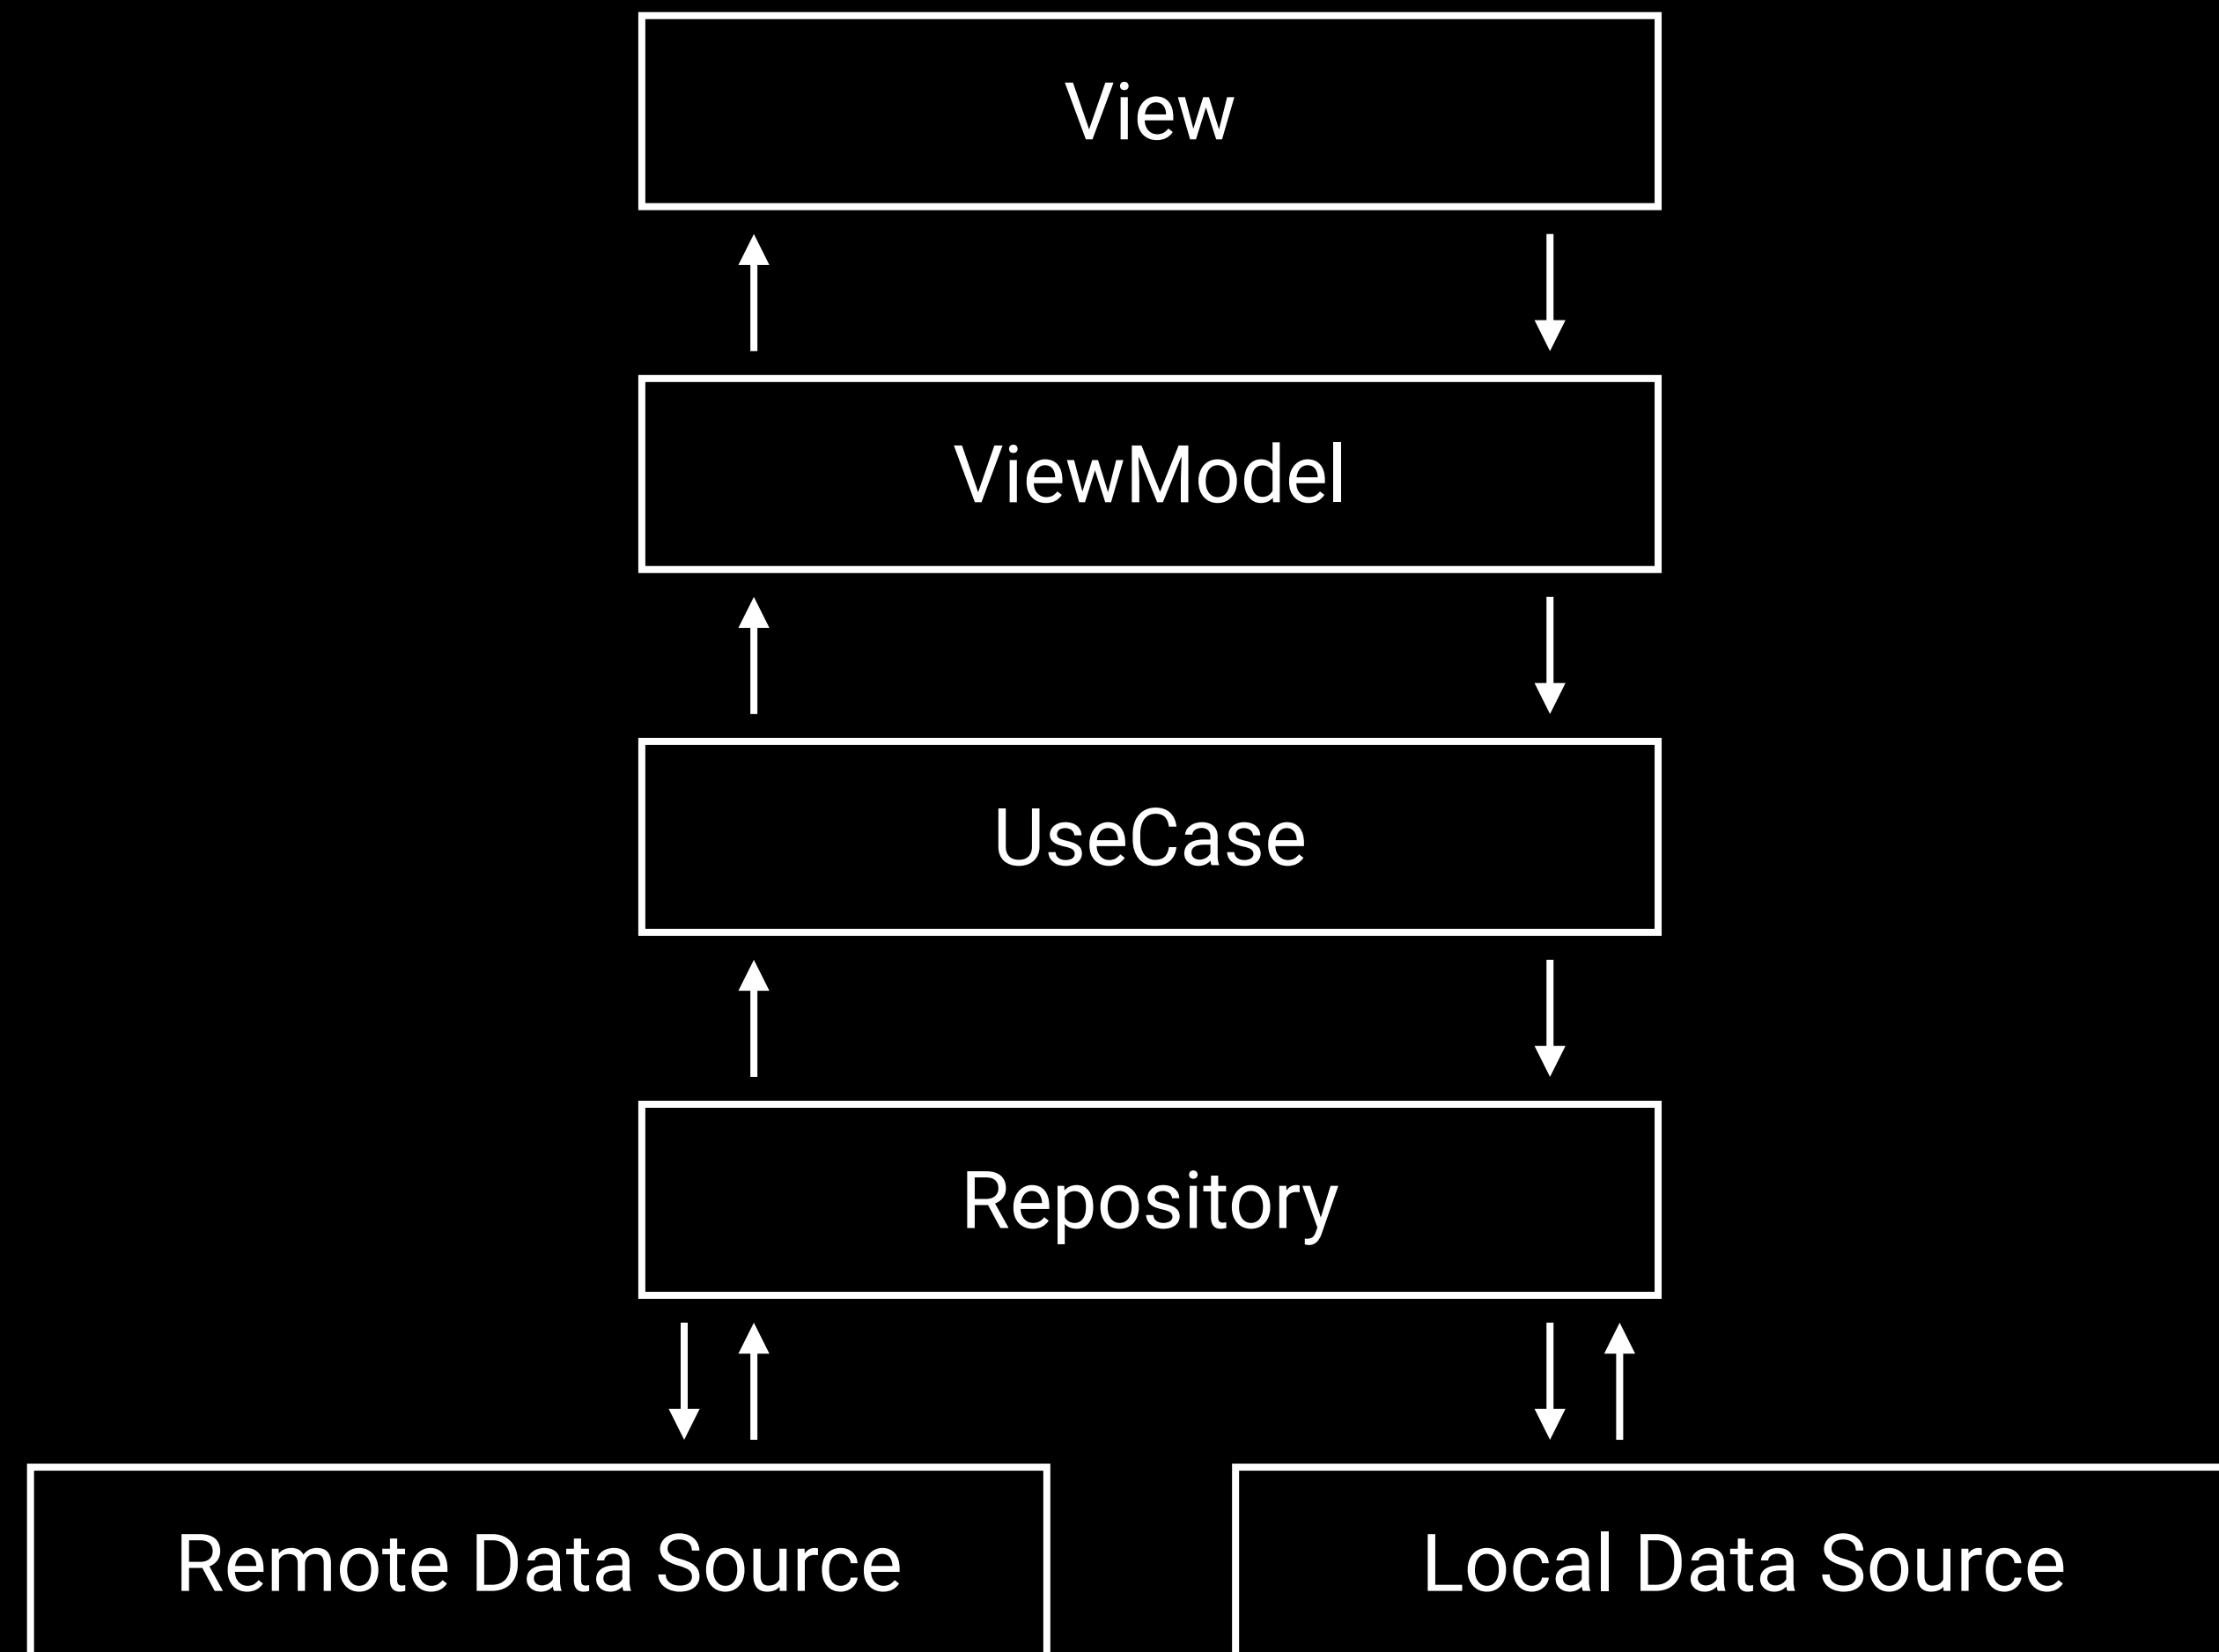 View
ViewModel
UseCase
Repository
Remote Data Source
Local Data Source